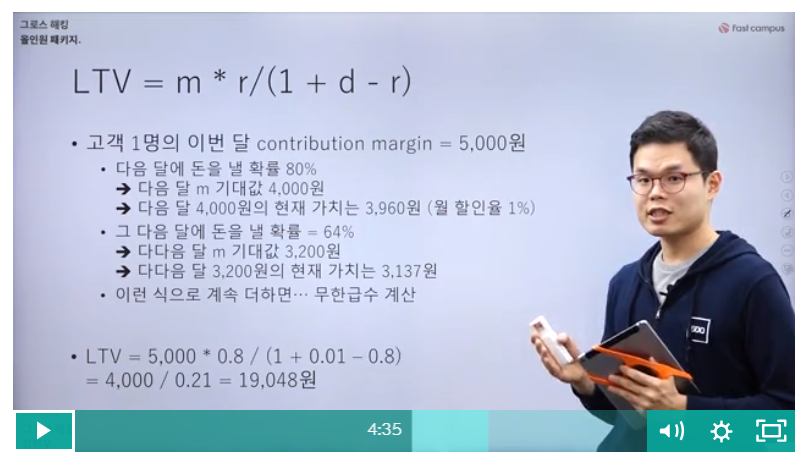 그로스 해킹
올인원 패키지.
Fast campus
LTV = m * r/(1 + d - r)
• 고객 1명의 이번 달 contribution margin = 5,000원
• 다음 달에 돈을 낼 확률 80%
➔ 다음 달 m 기대값 4,000원
➔ 다음 달 4,000원의 현재 가치는 3,960원 (월 할인율 1%)
• 그 다음 달에 돈을 낼 확률 = 64%
➔ 다다음 달 m 기대값 3,200원
➔ 다다음 달 3,200원의 현재 가치는 3,137원
• 이런 식으로 계속 더하면… 무한급수 계산
• LTV = 5,000 * 0.8 / (1 + 0.01 – 0.8)
= 4,000 / 0.21 = 19,048원
4:35